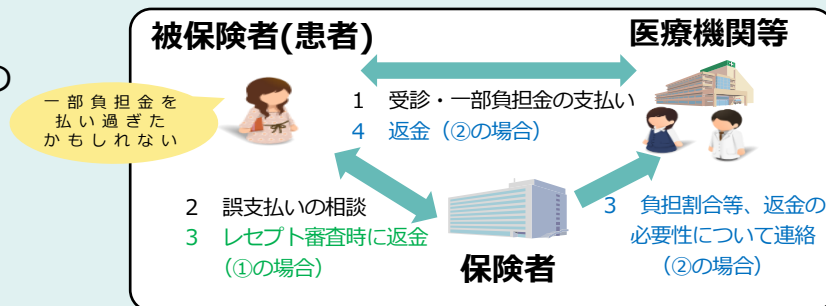 被保険者(患者)
医療機関等
一部負担金を
払い過ぎた
かもしれない
1 受診・一部負担金の支払い
4 返金（②の場合）
2 誤支払いの相談
3 レセプト審査時に返金
（①の場合）
3 負担割合等、返金の
必要性について連絡
（②の場合）
保険者